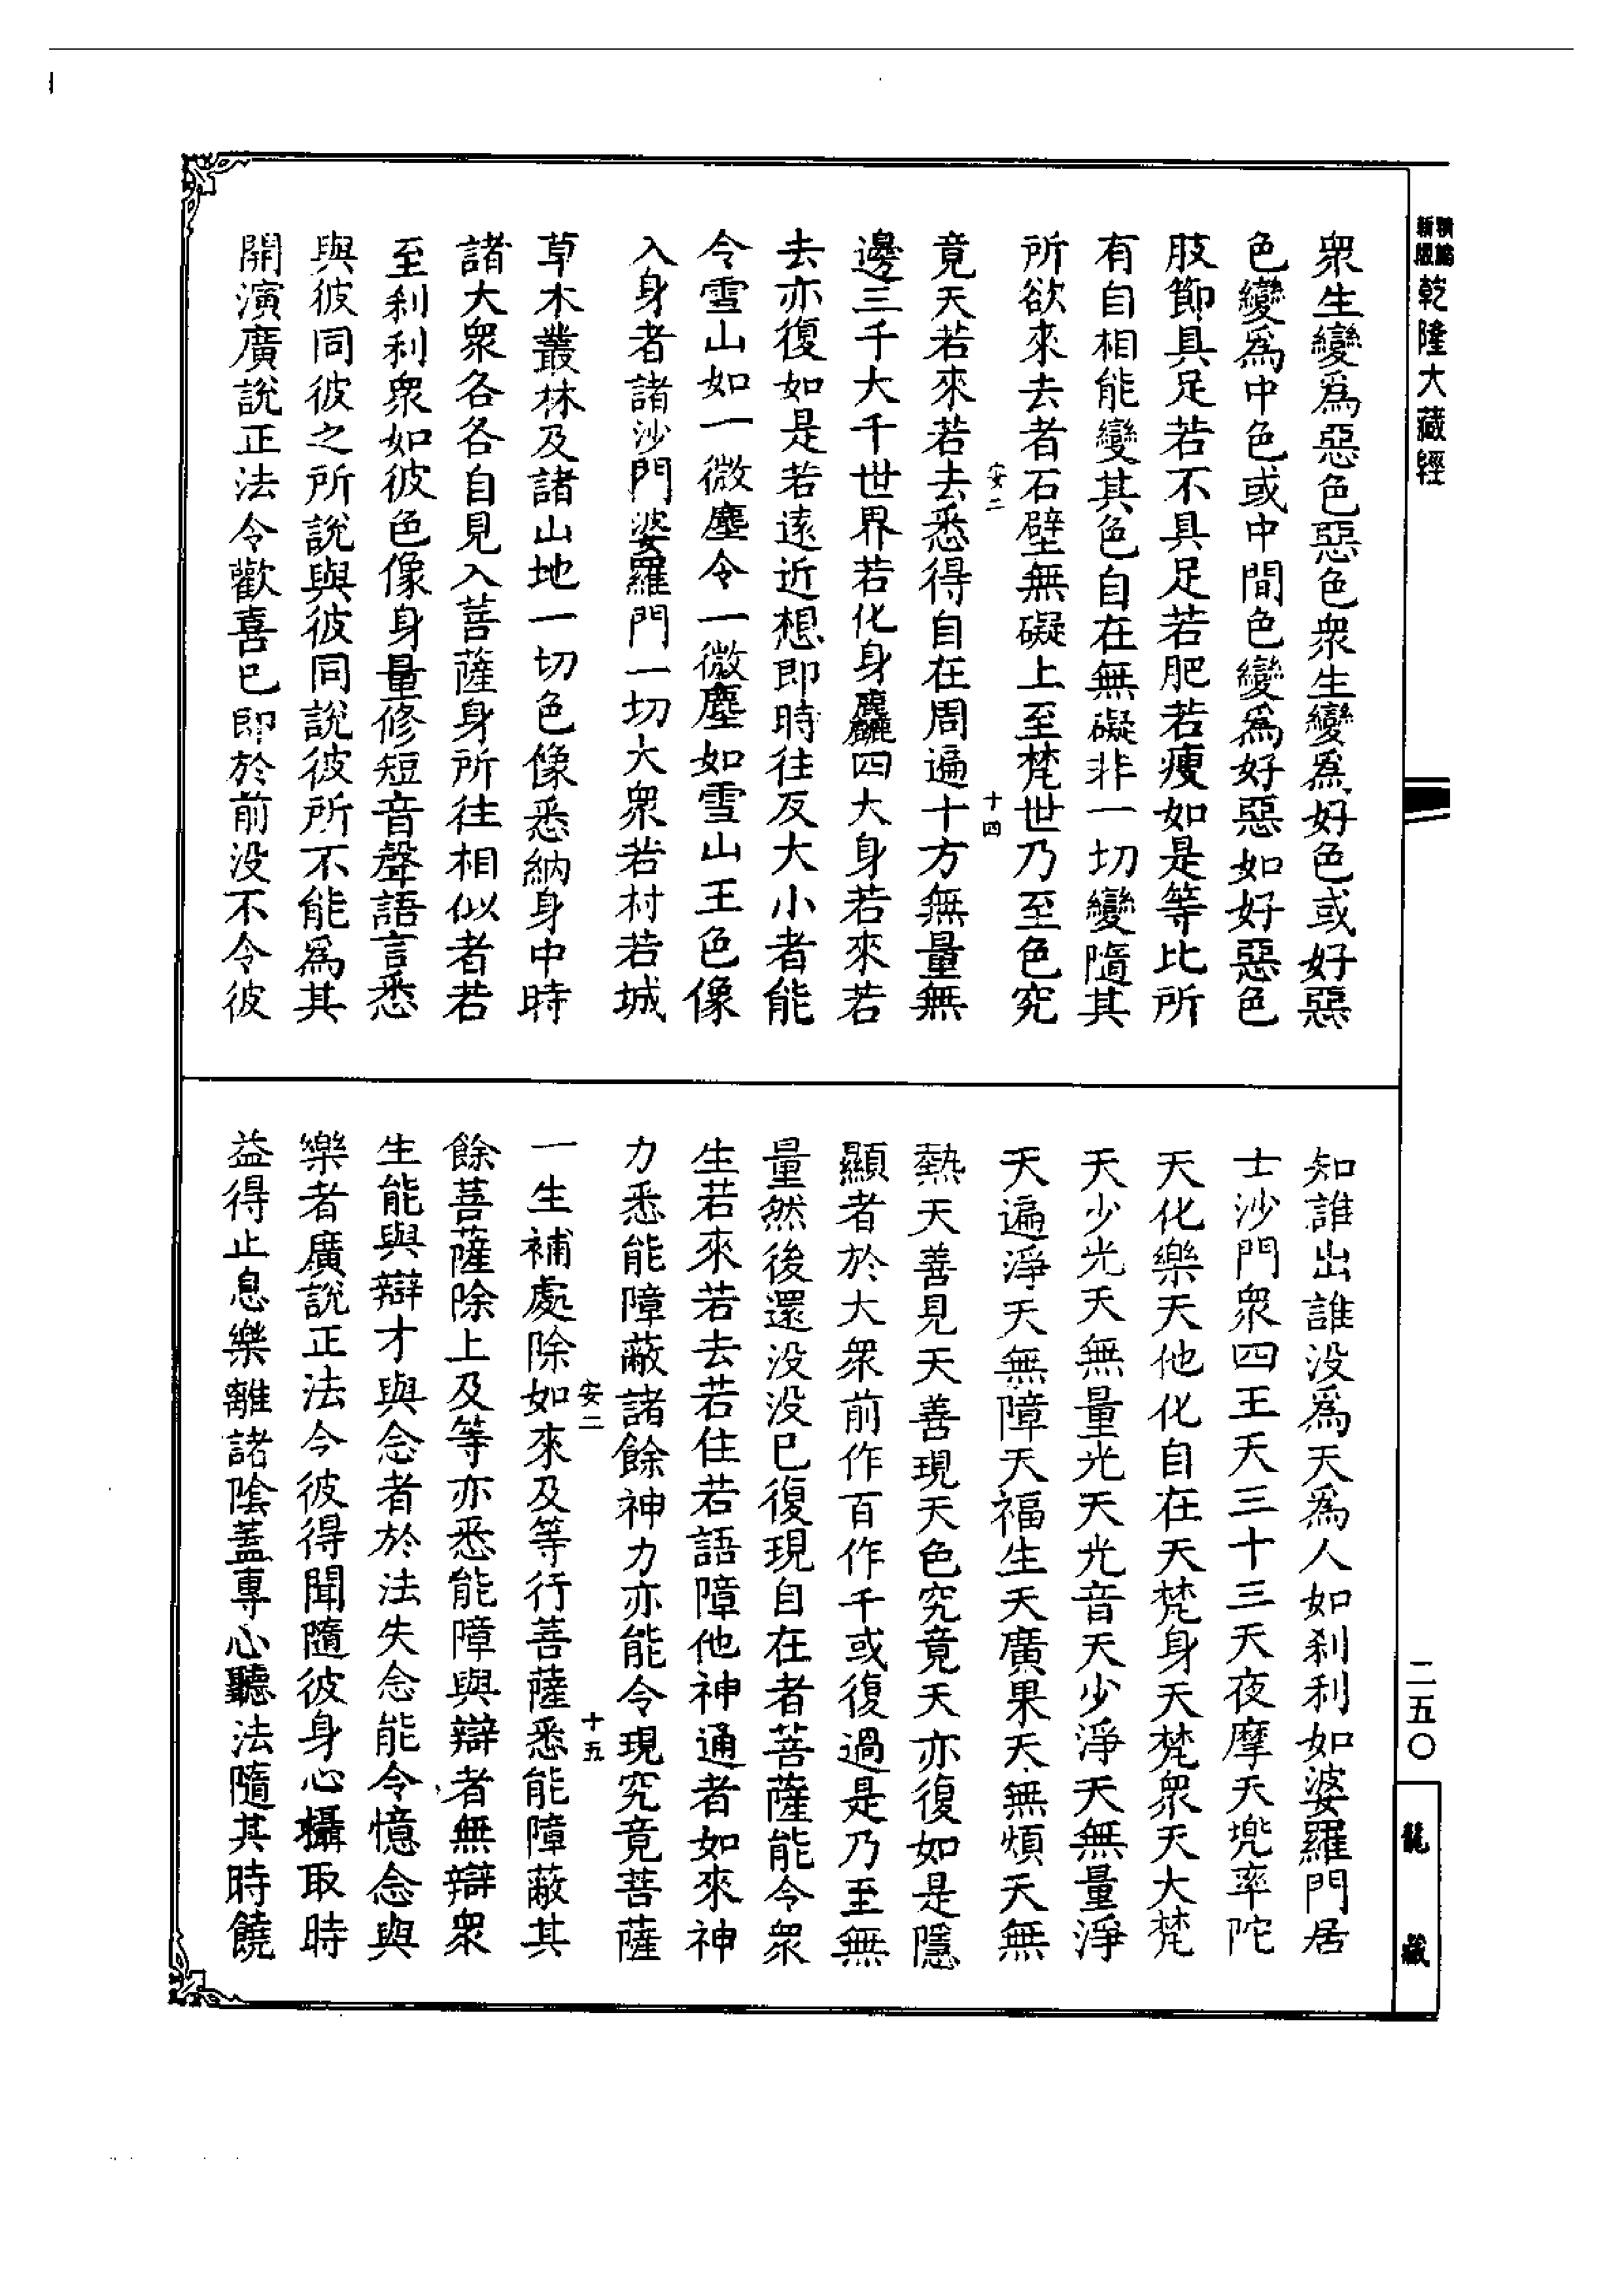 新版
精編
乾隆大藏經
衆生變爲惡色惡色衆生變爲好色或好惡
色變爲中色或中間色變爲好惡如好惡色
肢節具足若不具足若肥若瘦如是等比所
有自相能變其色自在無礙非一切變隨其
所欲來去者石壁無礙上至梵世乃至色究
安二
十四
竟天若來若去悉得自在周遍十方無量無
邊三千大千世界若化身麤四大身若來若
去亦復如是若遠近想即時往反大小者能
令雪山如一微塵令一微塵如雪山王色像
入身者諸沙門婆羅門一切大衆若村若城
草木叢林及諸山地一切色像悉納身中時
諸大衆各各自見入菩薩身所往相似者若
至刹利衆如彼色像身量修短音聲語言悉
與彼同彼之所說與彼同說彼所不能爲其
開演廣說正法令歡喜已即於前没不令彼
知誰出誰没爲天爲人如刹利如婆羅門居
士沙門衆四王天三十三天夜摩天兜率陀
天化樂天他化自在天梵身天梵衆天大梵
天少光天無量光天光音天少淨天無量淨
天遍淨天無障天福生天廣果天無煩天無
熱天善見天善現天色究竟天亦復如是隱
顯者於大衆前作百作千或復過是乃至無
量然後還没没已復現自在者菩薩能令衆
生若來若去若住若語障他神通者如來神
力悉能障蔽諸餘神力亦能令現究竟菩薩
安二
十五
一生補處除如來及等行菩薩悉能障蔽其
餘菩薩除上及等亦悉能障與辯者無辯衆
生能與辯才與念者於法失念能令憶念與
樂者廣說正法令彼得聞隨彼身心攝取時
益得止息樂離諸陰蓋專心聽法隨其時饒
二五〇
龍藏